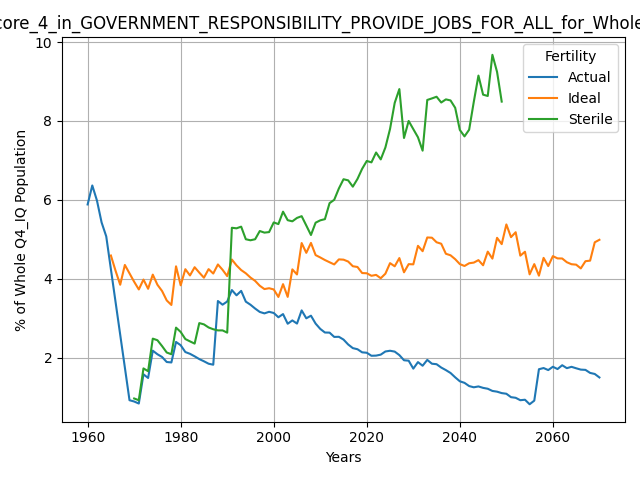 core_4_in_GOVERNMENT_RESPONSIBILITY_PROVIDE_JOBS_FOR_ALL_for_Whole
10
8
6
4
2
% of Whole Q4_IQ Population
Fertility
Actual
Ideal
Sterile
1960 1980 2000 2020 2040 2060
Years